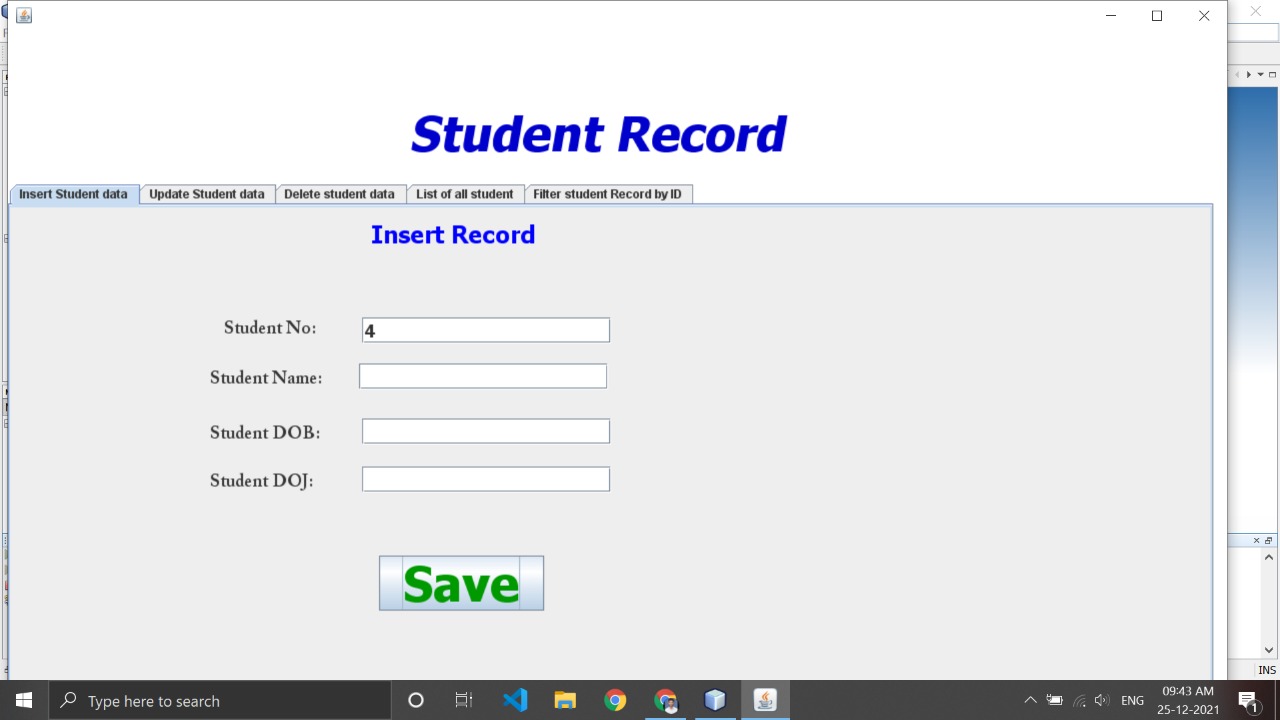 Student Record
Insert Student data Update Student data Delete student data List of all student Filter student Record by ID
Insert Record
Student No: 4
Student Name:
Student DOB:
Student DOJ:
Save
INS
Type here to search
ENG
09:43 AM
25-12-2021
1